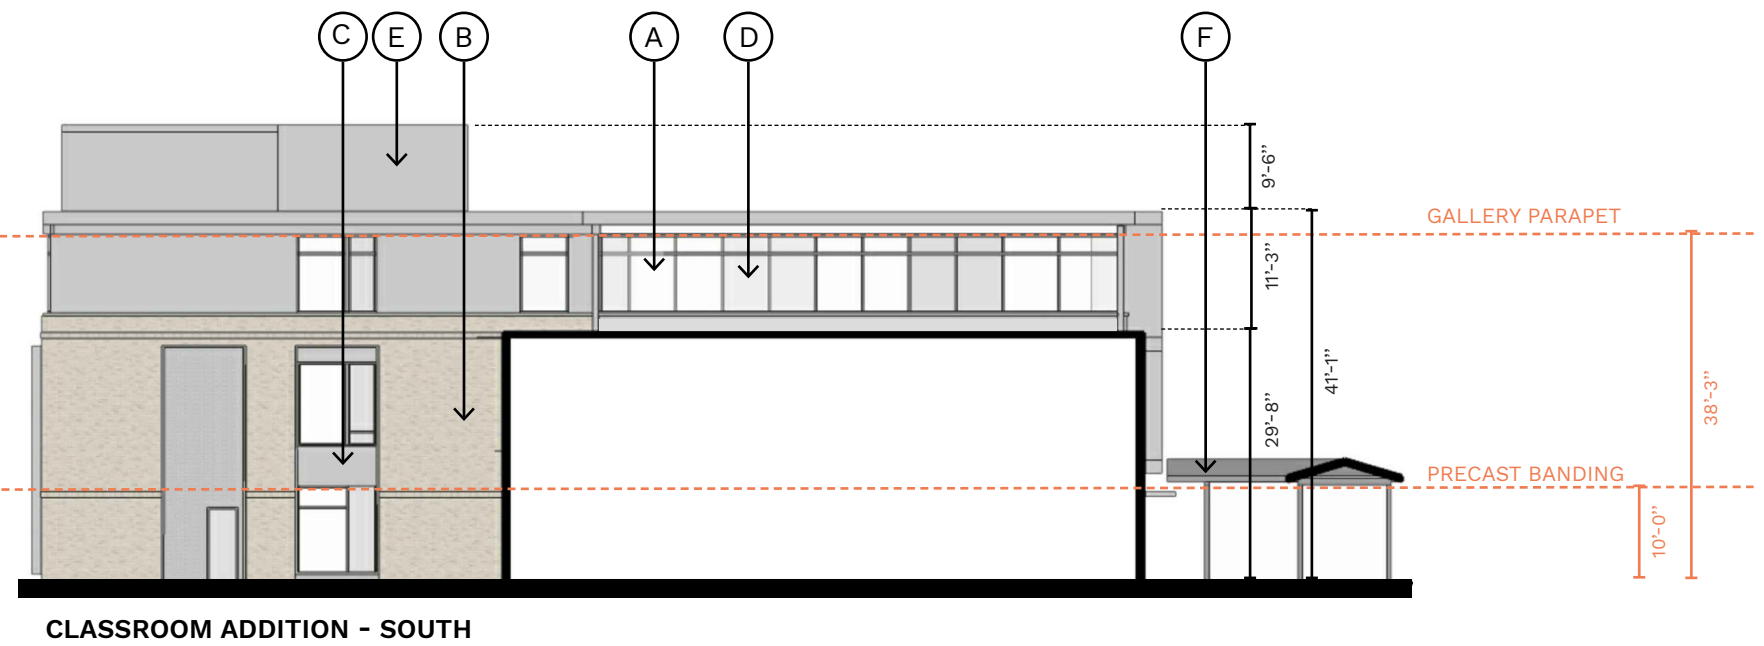 C E B A D F
9’-6”
GALLERY PARAPET
11’-3”
41’-1”
38’-3”
29’-8”
PRECAST BANDING
10’-0”
CLASSROOM ADDITION - SOUTH